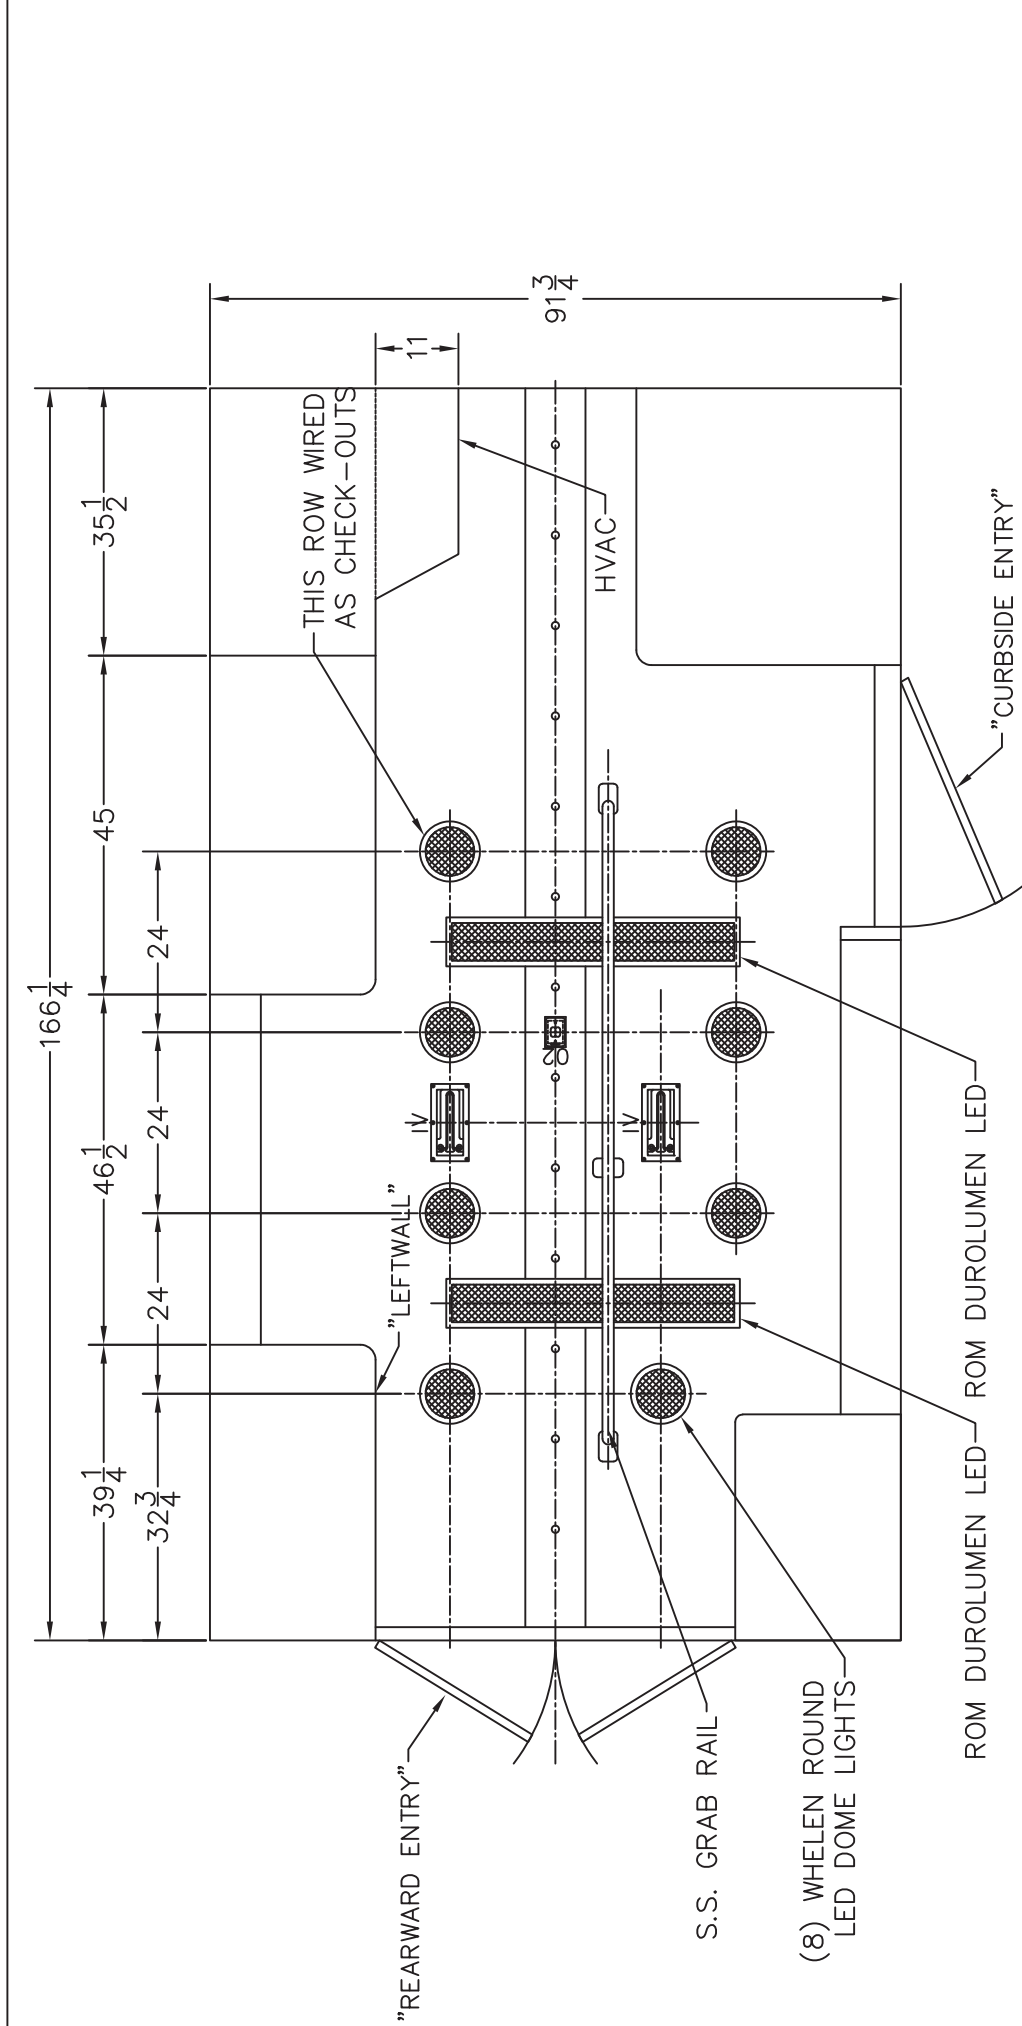 166 1/4
39 1/4
46 1/2
45
35 1/2
32 3/4
24
24
24
THIS ROW WIRED
AS CHECK-OUTS
11
91 3/4
"LEFTWALL"
IV
IV
O2
HVAC
"REARWARD ENTRY"
S.S. GRAB RAIL
(8) WHELEN ROUND
LED DOME LIGHTS
ROM DUROLUMEN LED
ROM DUROLUMEN LED
"CURBSIDE ENTRY"